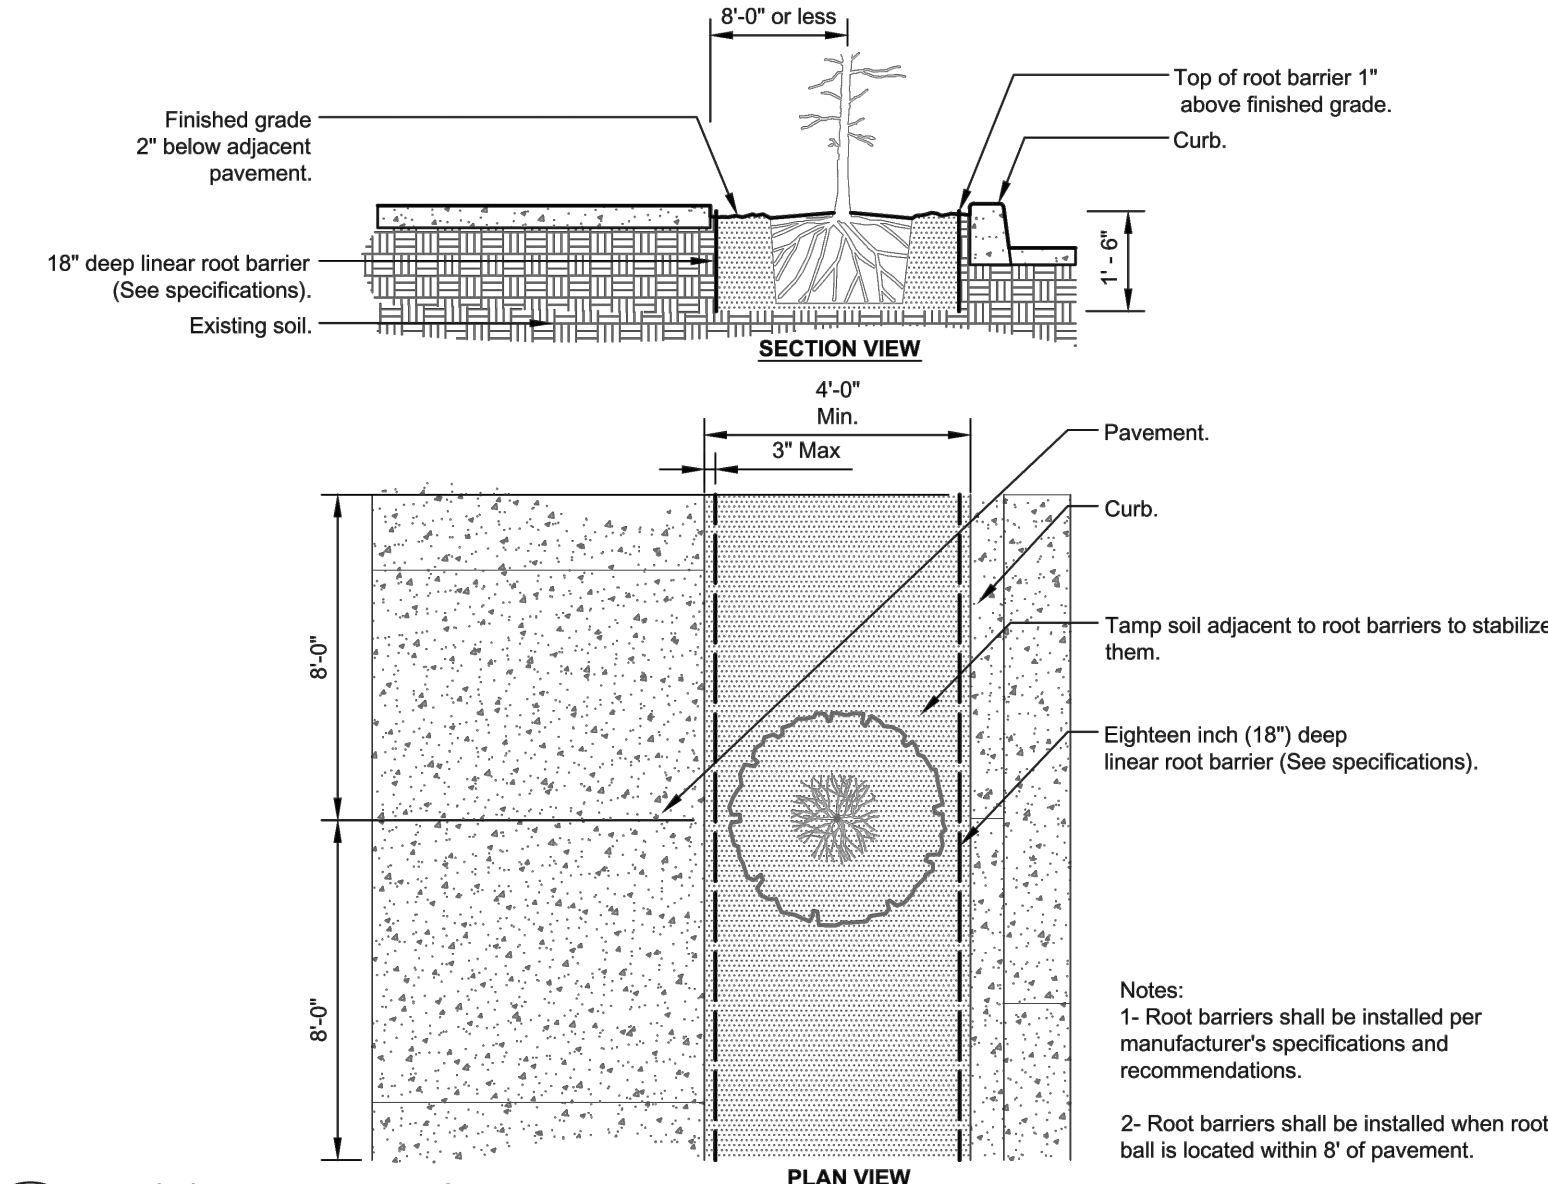 8'-0" or less
Top of root barrier 1"
above finished grade.
Finished grade
2" below adjacent
pavement.
Curb.
18" deep linear root barrier
(See specifications).
1' - 6"
Existing soil.
SECTION VIEW
4'-0"
Min.
3" Max
Pavement.
Curb.
8'-0"
Tamp soil adjacent to root barriers to stabilize
them.
Eighteen inch (18") deep
linear root barrier (See specifications).
8'-0"
Notes:
1- Root barriers shall be installed per
manufacturer's specifications and
recommendations.
2- Root barriers shall be installed when root
ball is located within 8' of pavement.
PLAN VIEW